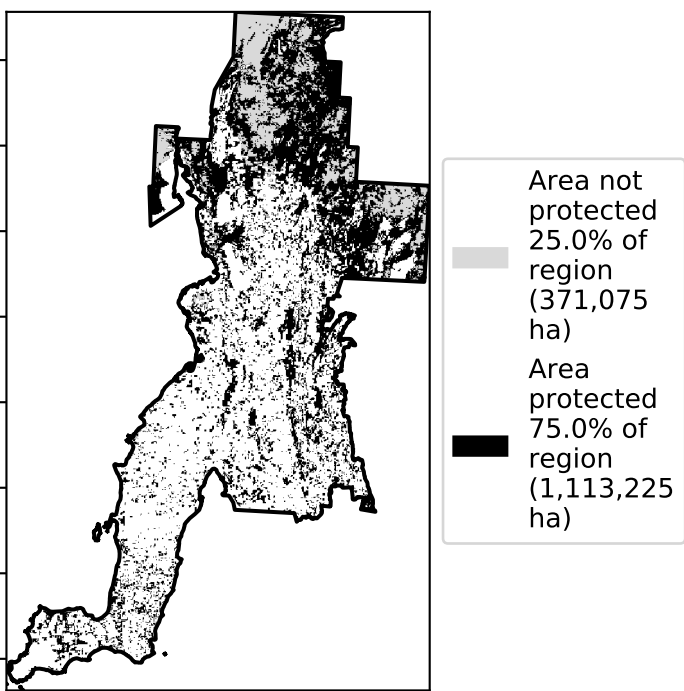 Area not
protected
25.0% of
region
(371,075
ha)
Area
protected
75.0% of
region
(1,113,225
ha)